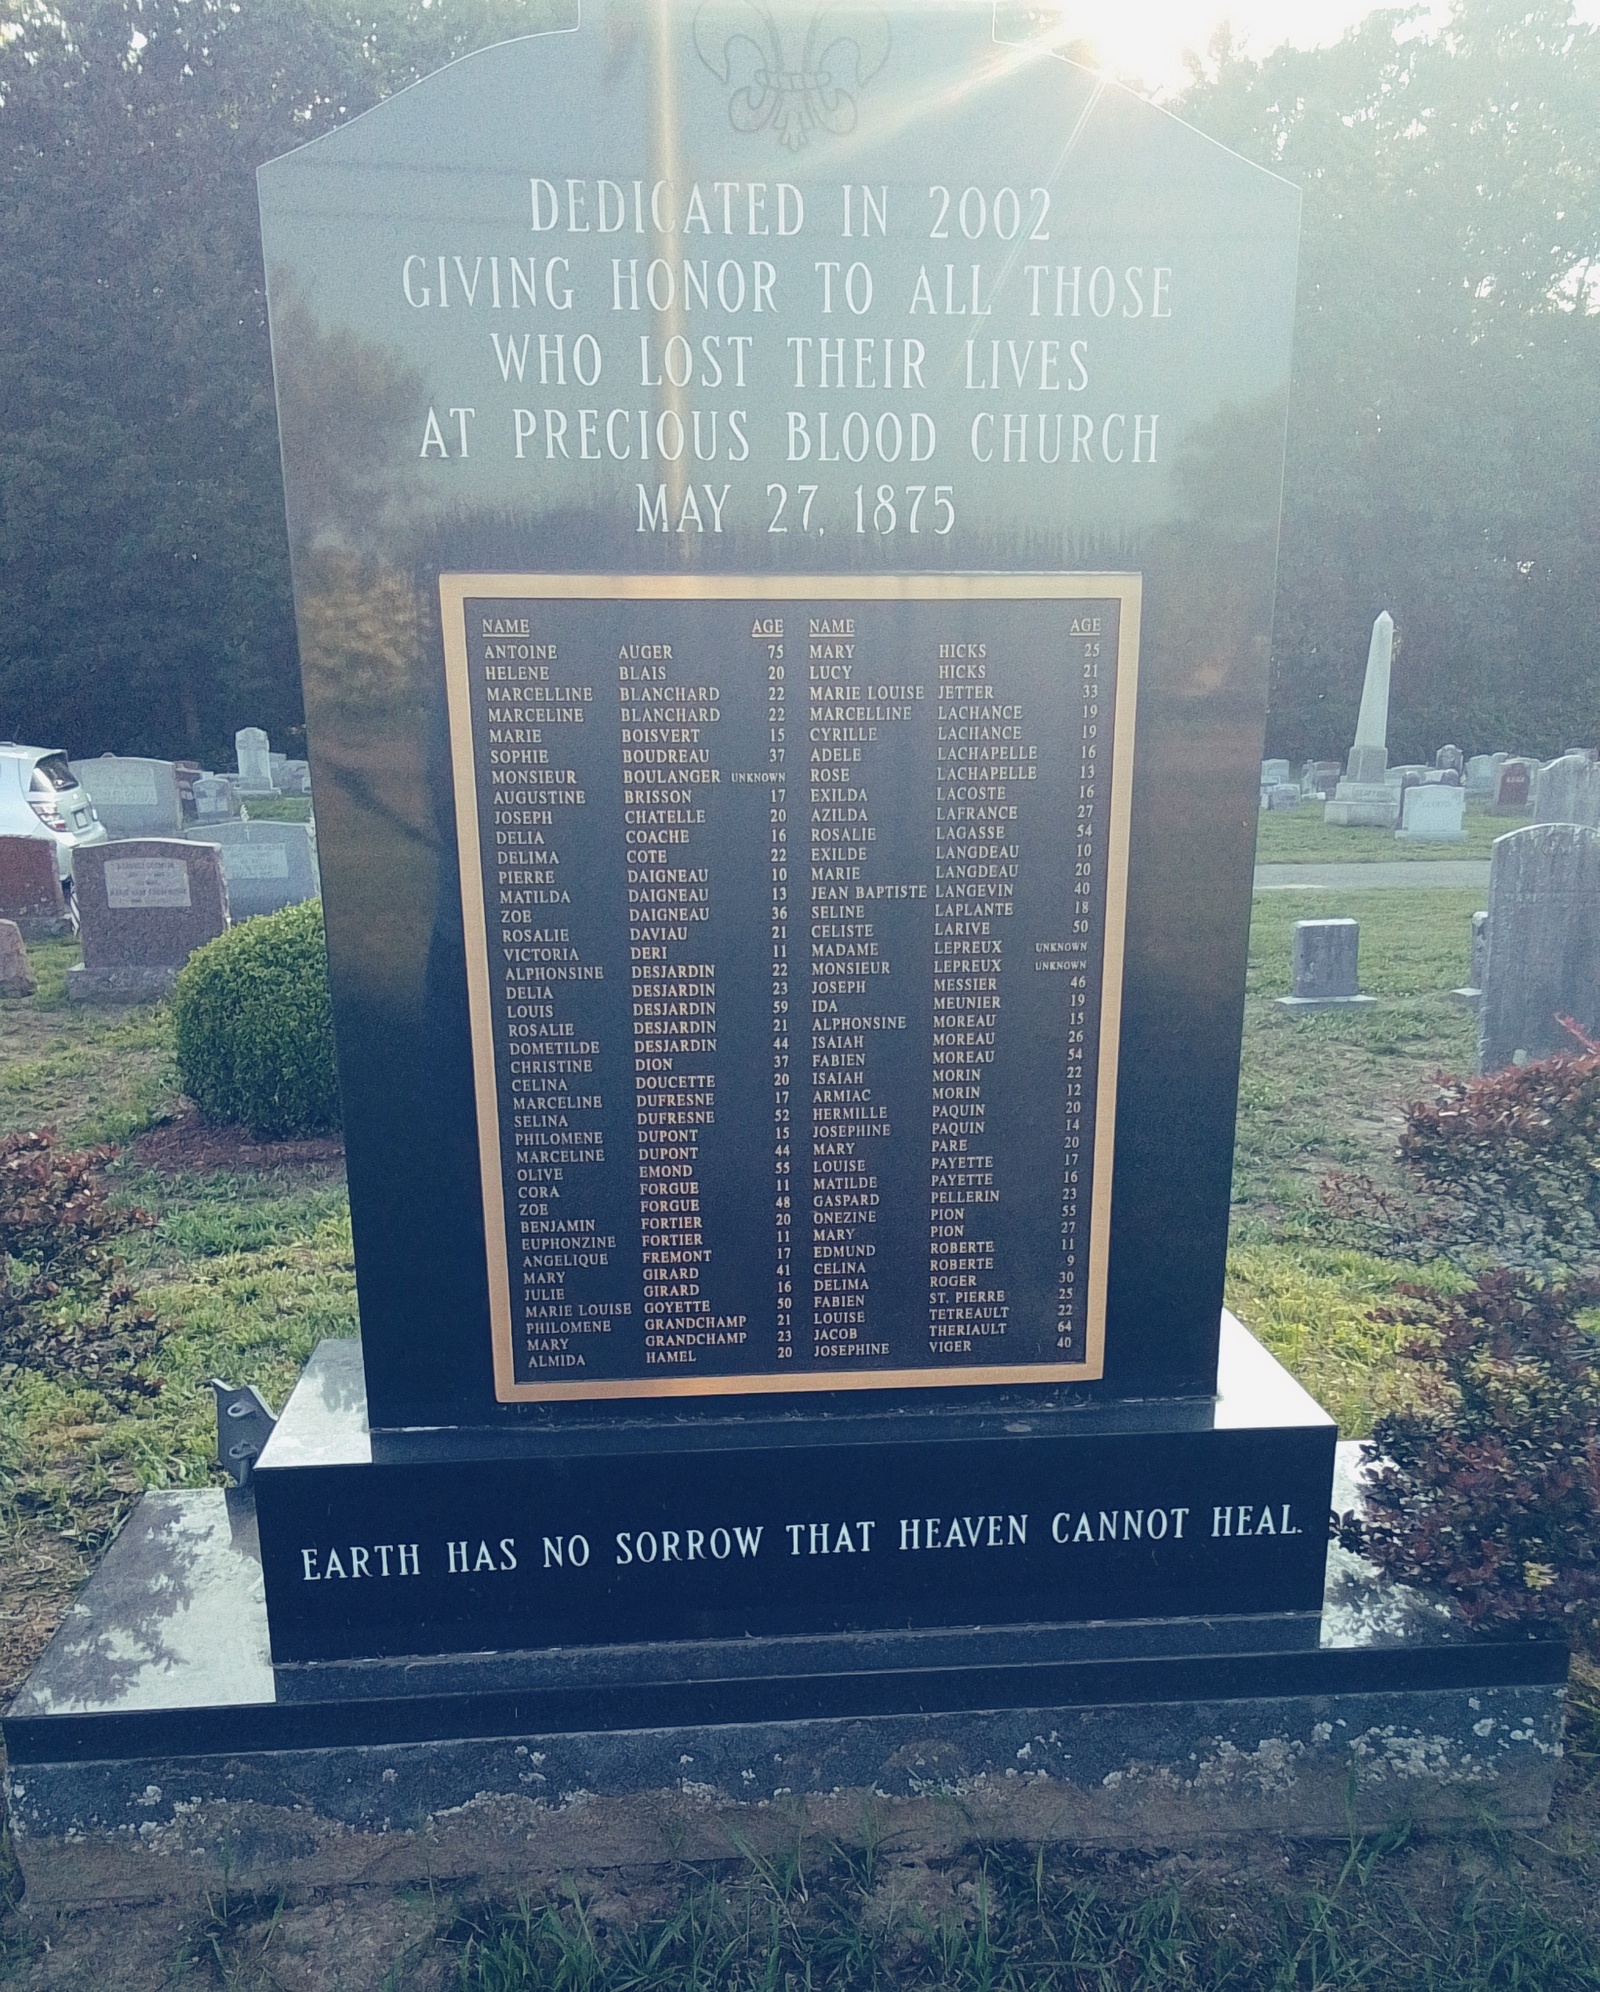 DEDICATED IN 2002
GIVING HONOR TO ALL THOSE
WHO LOST THEIR LIVES
AT PRECIOUS BLOOD CHURCH
MAY 27, 1875
NAME AGE
ANTOINE AUGER 75
HELENE BLAIS 20
MARCELLINE BLANCHARD 22
MARCELINE BLANCHARD 22
MARIE BOISVERT 15
SOPHIE BOUDREAU 37
MONSIEUR BOULANGER UNKNOWN
AUGUSTINE BRISSON 17
JOSEPH CHATELLE 20
DELIA COACHE 16
DELIMA COTE 22
PIERRE DAIGNEAU 10
MATILDA DAIGNEAU 13
ZOE DAIGNEAU 36
ROSALIE DAVIAU 21
VICTORIA DERI 11
ALPHONSINE DESJARDIN 22
DELIA DESJARDIN 23
LOUIS DESJARDIN 59
ROSALIE DESJARDIN 21
DOMETILDE DESJARDIN 44
CHRISTINE DION 37
CELINA DOUCETTE 20
MARCELINE DUFRESNE 17
SELINA DUFRESNE 52
PHILOMENE DUPONT 15
MARCELINE DUPONT 44
OLIVE EMOND 55
CORA FORGUE 11
ZOE FORGUE 48
BENJAMIN FORTIER 20
EUPHONZINE FORTIER 11
ANGELIQUE FREMONT 17
MARY GIRARD 41
JULIE GIRARD 16
MARIE LOUISE GOYETTE 50
PHILOMENE GRANDCHAMP 21
MARY GRANDCHAMP 23
ALMIDA HAMEL 20
NAME AGE
MARY HICKS 25
LUCY HICKS 21
MARIE LOUISE JETTER 33
MARCELLINE LACHANCE 19
CYRILLE LACHANCE 19
ADELE LACHAPELLE 16
ROSE LACHAPELLE 13
EXILDA LACOSTE 16
AZILDA LAFRANCE 27
ROSALIE LAGASSE 54
EXILDE LANGDEAU 10
MARIE LANGDEAU 20
JEAN BAPTISTE LANGEVIN 40
SELINE LAPLANTE 18
CELISTE LARIVE 50
MADAME LEPREUX UNKNOWN
MONSIEUR LEPREUX UNKNOWN
JOSEPH MESSIER 46
IDA MEUNIER 19
ALPHONSINE MOREAU 15
ISAIAH MOREAU 26
FABIEN MOREAU 54
ISAIAH MORIN 22
ARMIAC MORIN 12
HERMILLE PAQUIN 20
JOSEPHINE PAQUIN 14
MARY PARE 20
LOUISE PAYETTE 17
MATILDE PAYETTE 16
GASPARD PELLERIN 23
ONEZINE PION 55
MARY PION 27
EDMUND ROBERTE 11
CELINA ROBERTE 9
DELIMA ROGER 30
FABIEN ST. PIERRE 25
LOUISE TETREAULT 22
JACOB THERIAULT 64
JOSEPHINE VIGER 40
EARTH HAS NO SORROW THAT HEAVEN CANNOT HEAL.